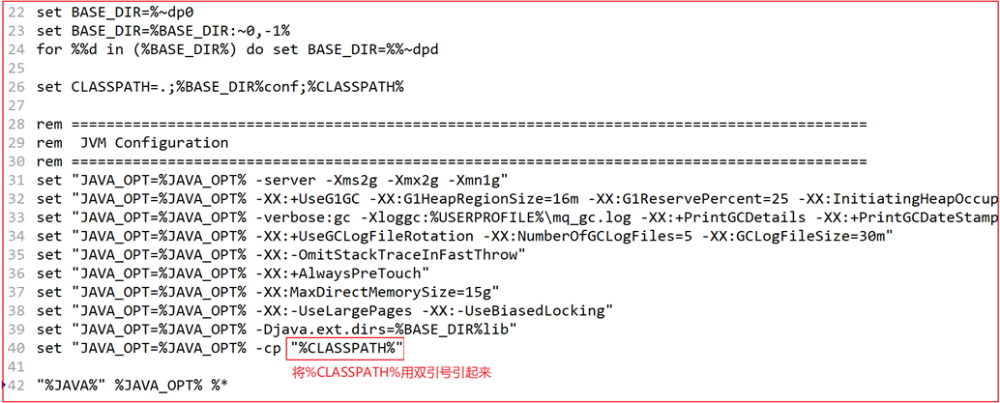 22 set BASE_DIR=%~dp0
23 set BASE_DIR=%BASE_DIR:~0,-1%
24 for %%d in (%BASE_DIR%) do set BASE_DIR=%%~dpd
25
26 set CLASSPATH=.;%BASE_DIR%conf;%CLASSPATH%
27
28 rem ===========================================================================================
29 rem  JVM Configuration
30 rem ===========================================================================================
31 set "JAVA_OPT=%JAVA_OPT% -server -Xms2g -Xmx2g -Xmn1g"
32 set "JAVA_OPT=%JAVA_OPT% -XX:+UseG1GC -XX:G1HeapRegionSize=16m -XX:G1ReservePercent=25 -XX:InitiatingHeapOccup
33 set "JAVA_OPT=%JAVA_OPT% -verbose:gc -Xloggc:%USERPROFILE%\mq_gc.log -XX:+PrintGCDetails -XX:+PrintGCDateStamp
34 set "JAVA_OPT=%JAVA_OPT% -XX:+UseGCLogFileRotation -XX:NumberOfGCLogFiles=5 -XX:GCLogFileSize=30m"
35 set "JAVA_OPT=%JAVA_OPT% -XX:-OmitStackTraceInFastThrow"
36 set "JAVA_OPT=%JAVA_OPT% -XX:+AlwaysPreTouch"
37 set "JAVA_OPT=%JAVA_OPT% -XX:MaxDirectMemorySize=15g"
38 set "JAVA_OPT=%JAVA_OPT% -XX:-UseLargePages -XX:-UseBiasedLocking"
39 set "JAVA_OPT=%JAVA_OPT% -Djava.ext.dirs=%BASE_DIR%lib"
40 set "JAVA_OPT=%JAVA_OPT% -cp "%CLASSPATH%"
41
将%CLASSPATH%用双引号引起来
42 "%JAVA%" %JAVA_OPT% %*